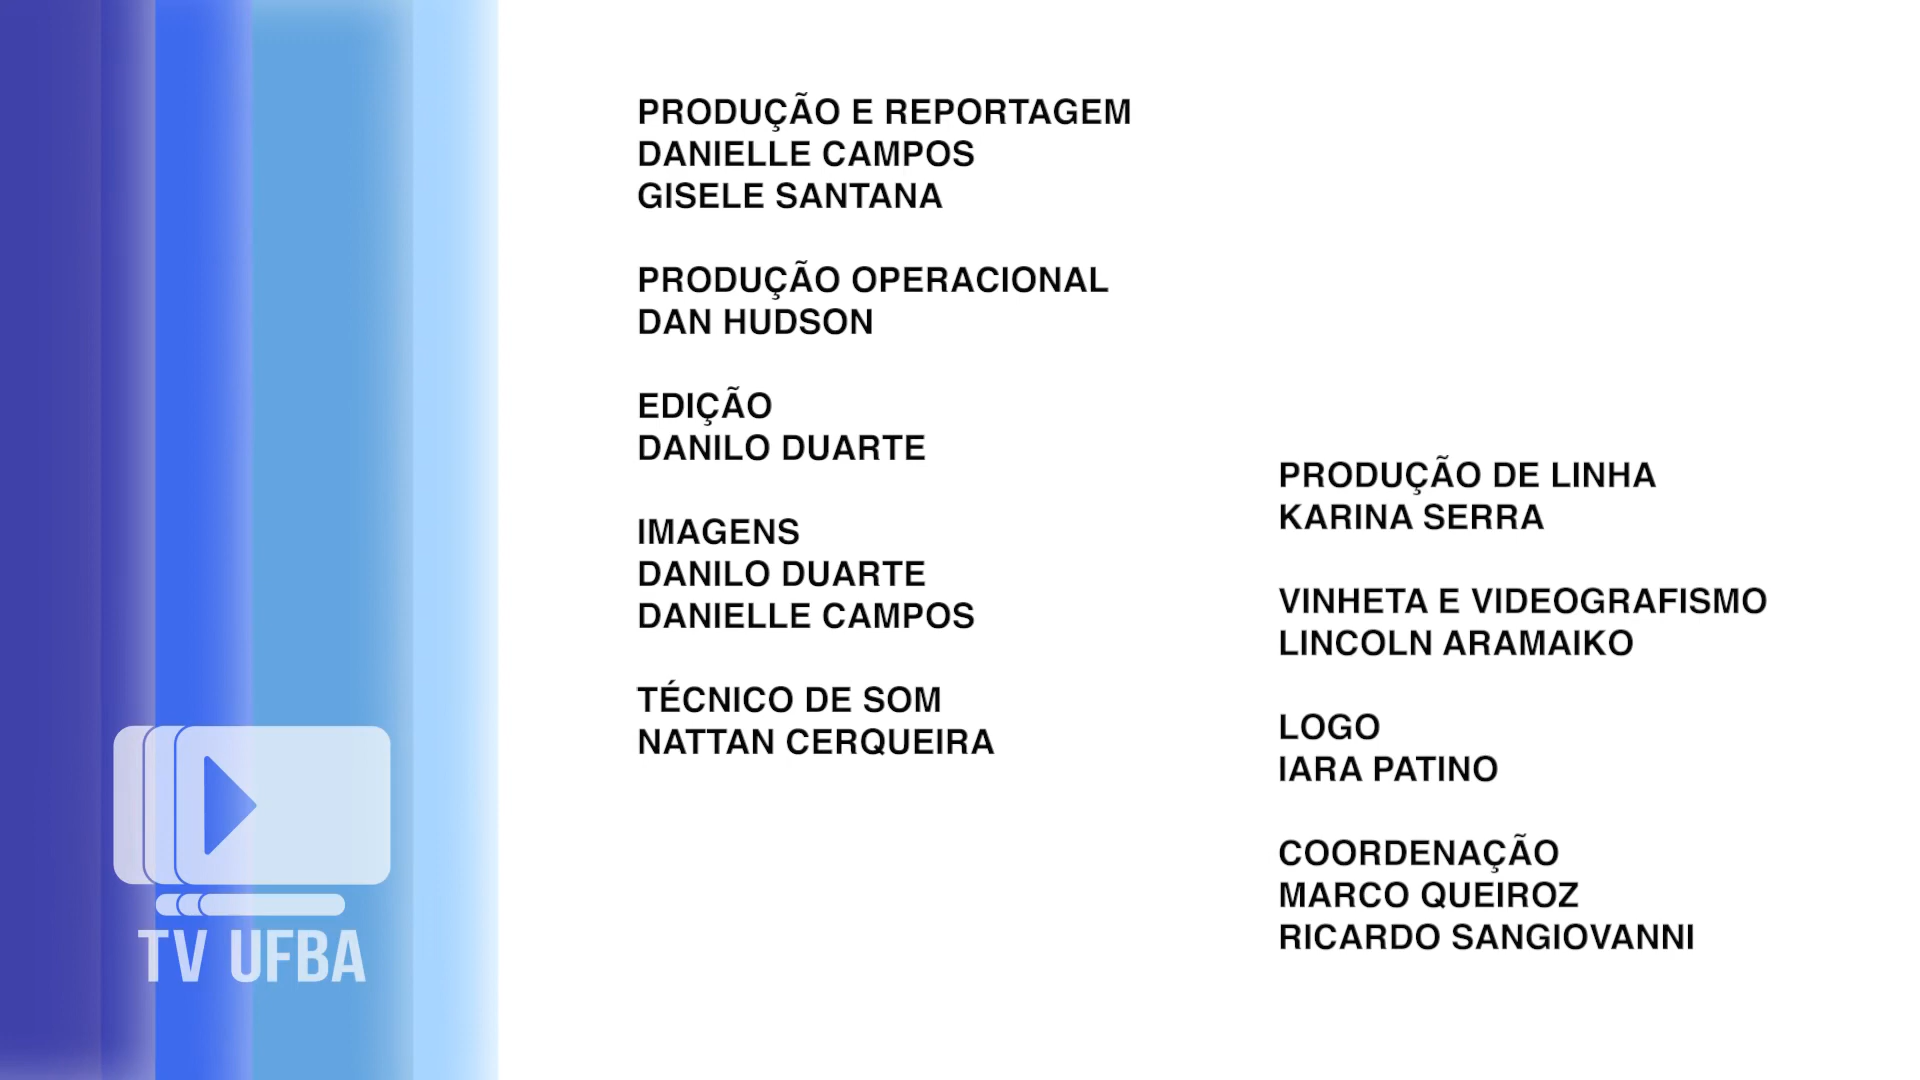 PRODUÇÃO E REPORTAGEM
DANIELLE CAMPOS
GISELE SANTANA
PRODUÇÃO OPERACIONAL
DAN HUDSON
EDIÇÃO
DANILO DUARTE
IMAGENS
DANILO DUARTE
DANIELLE CAMPOS
TÉCNICO DE SOM
NATTAN CERQUEIRA
PRODUÇÃO DE LINHA
KARINA SERRA
VINHETA E VIDEOGRAFISMO
LINCOLN ARAMAIKO
LOGO
IARA PATINO
COORDENAÇÃO
MARCO QUEIROZ
RICARDO SANGIOVANNI
TV UFBA